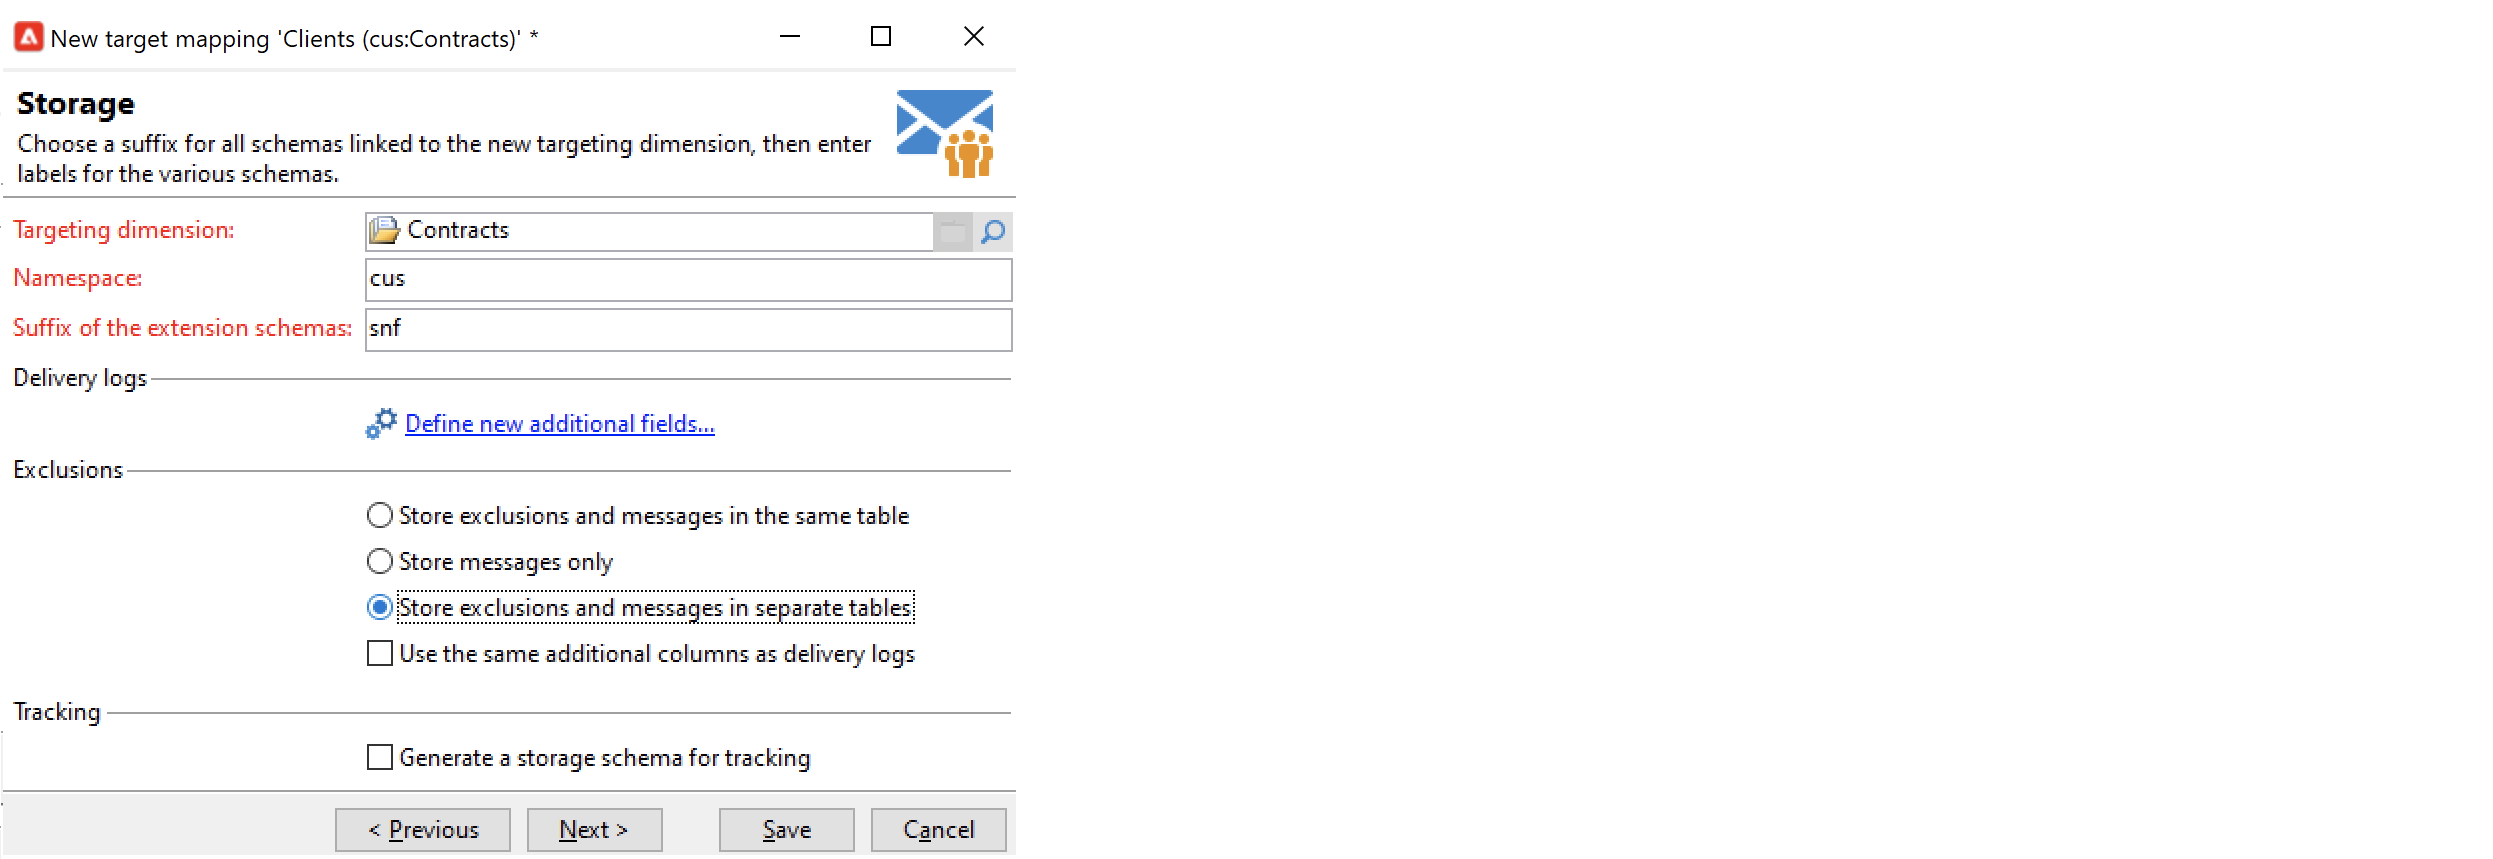 New target mapping 'Clients (cus:Contracts)' *
Storage
Choose a suffix for all schemas linked to the new targeting dimension, then enter
labels for the various schemas.
Targeting dimension: Contracts
Namespace: cus
Suffix of the extension schemas: snf
Delivery logs
Define new additional fields...
Exclusions
Store exclusions and messages in the same table
Store messages only
Store exclusions and messages in separate tables
Use the same additional columns as delivery logs
Tracking
Generate a storage schema for tracking
< Previous Next > Save Cancel